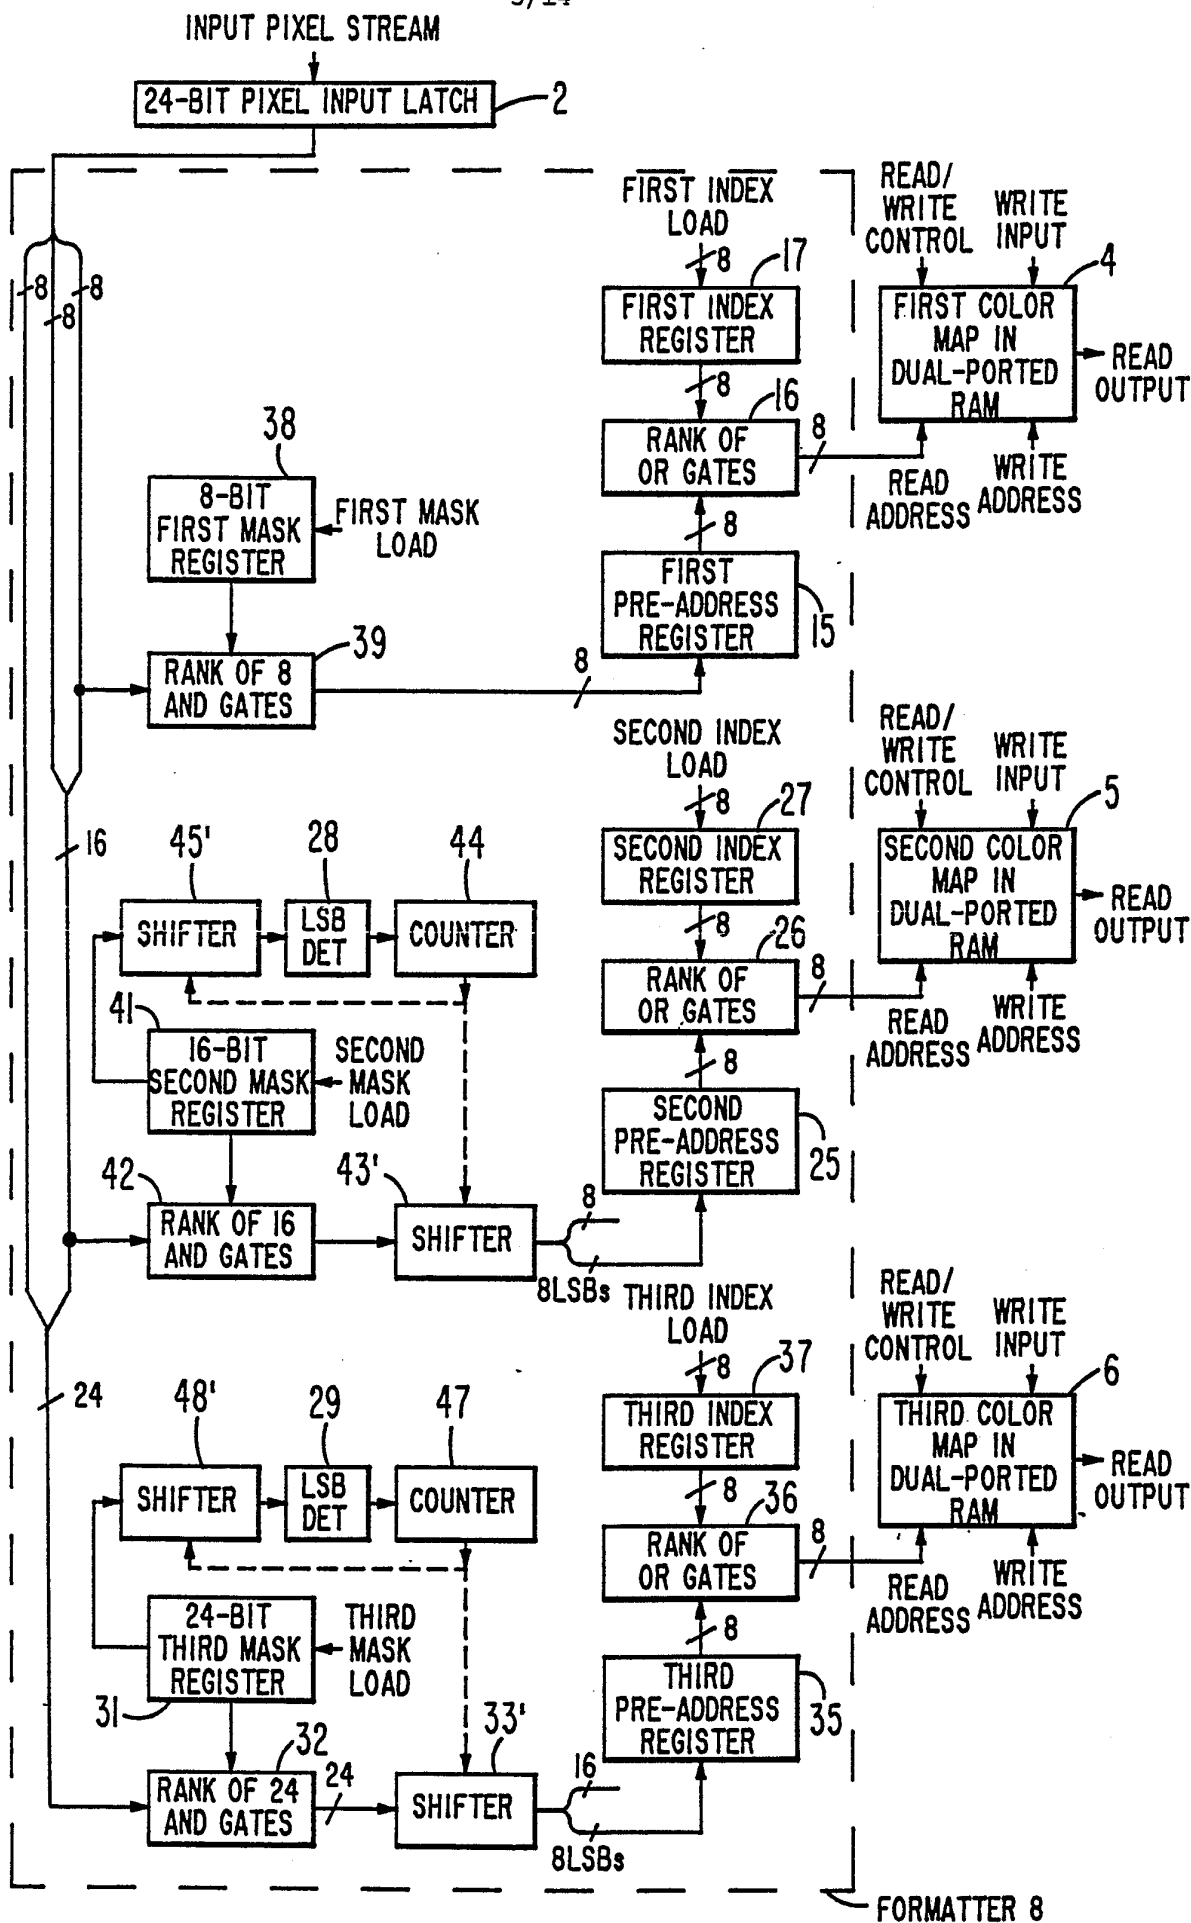 5/14
INPUT PIXEL STREAM
24-BIT PIXEL INPUT LATCH
2
8
8
8
FIRST INDEX
LOAD
8
17
FIRST INDEX
REGISTER
8
16
RANK OF
OR GATES
8
8
FIRST
PRE-ADDRESS
REGISTER
15
READ/
WRITE
CONTROL
WRITE
INPUT
4
FIRST COLOR
MAP IN
DUAL-PORTED
RAM
READ
OUTPUT
READ
ADDRESS
WRITE
ADDRESS
38
8-BIT
FIRST MASK
REGISTER
FIRST MASK
LOAD
39
RANK OF 8
AND GATES
8
16
SECOND INDEX
LOAD
8
27
SECOND INDEX
REGISTER
8
26
RANK OF
OR GATES
8
8
SECOND
PRE-ADDRESS
REGISTER
25
READ/
WRITE
CONTROL
WRITE
INPUT
5
SECOND COLOR
MAP IN
DUAL-PORTED
RAM
READ
OUTPUT
READ
ADDRESS
WRITE
ADDRESS
45'
SHIFTER
28
LSB
DET
44
COUNTER
41
16-BIT
SECOND MASK
REGISTER
SECOND
MASK
LOAD
42
RANK OF 16
AND GATES
43'
SHIFTER
8
8LSBs
24
THIRD INDEX
LOAD
8
37
THIRD INDEX
REGISTER
8
36
RANK OF
OR GATES
8
8
THIRD
PRE-ADDRESS
REGISTER
35
READ/
WRITE
CONTROL
WRITE
INPUT
6
THIRD COLOR
MAP IN
DUAL-PORTED
RAM
READ
OUTPUT
READ
ADDRESS
WRITE
ADDRESS
48'
SHIFTER
29
LSB
DET
47
COUNTER
24-BIT
THIRD MASK
REGISTER
31
THIRD
MASK
LOAD
32
RANK OF 24
AND GATES
24
33'
SHIFTER
16
8LSBs
FORMATTER 8